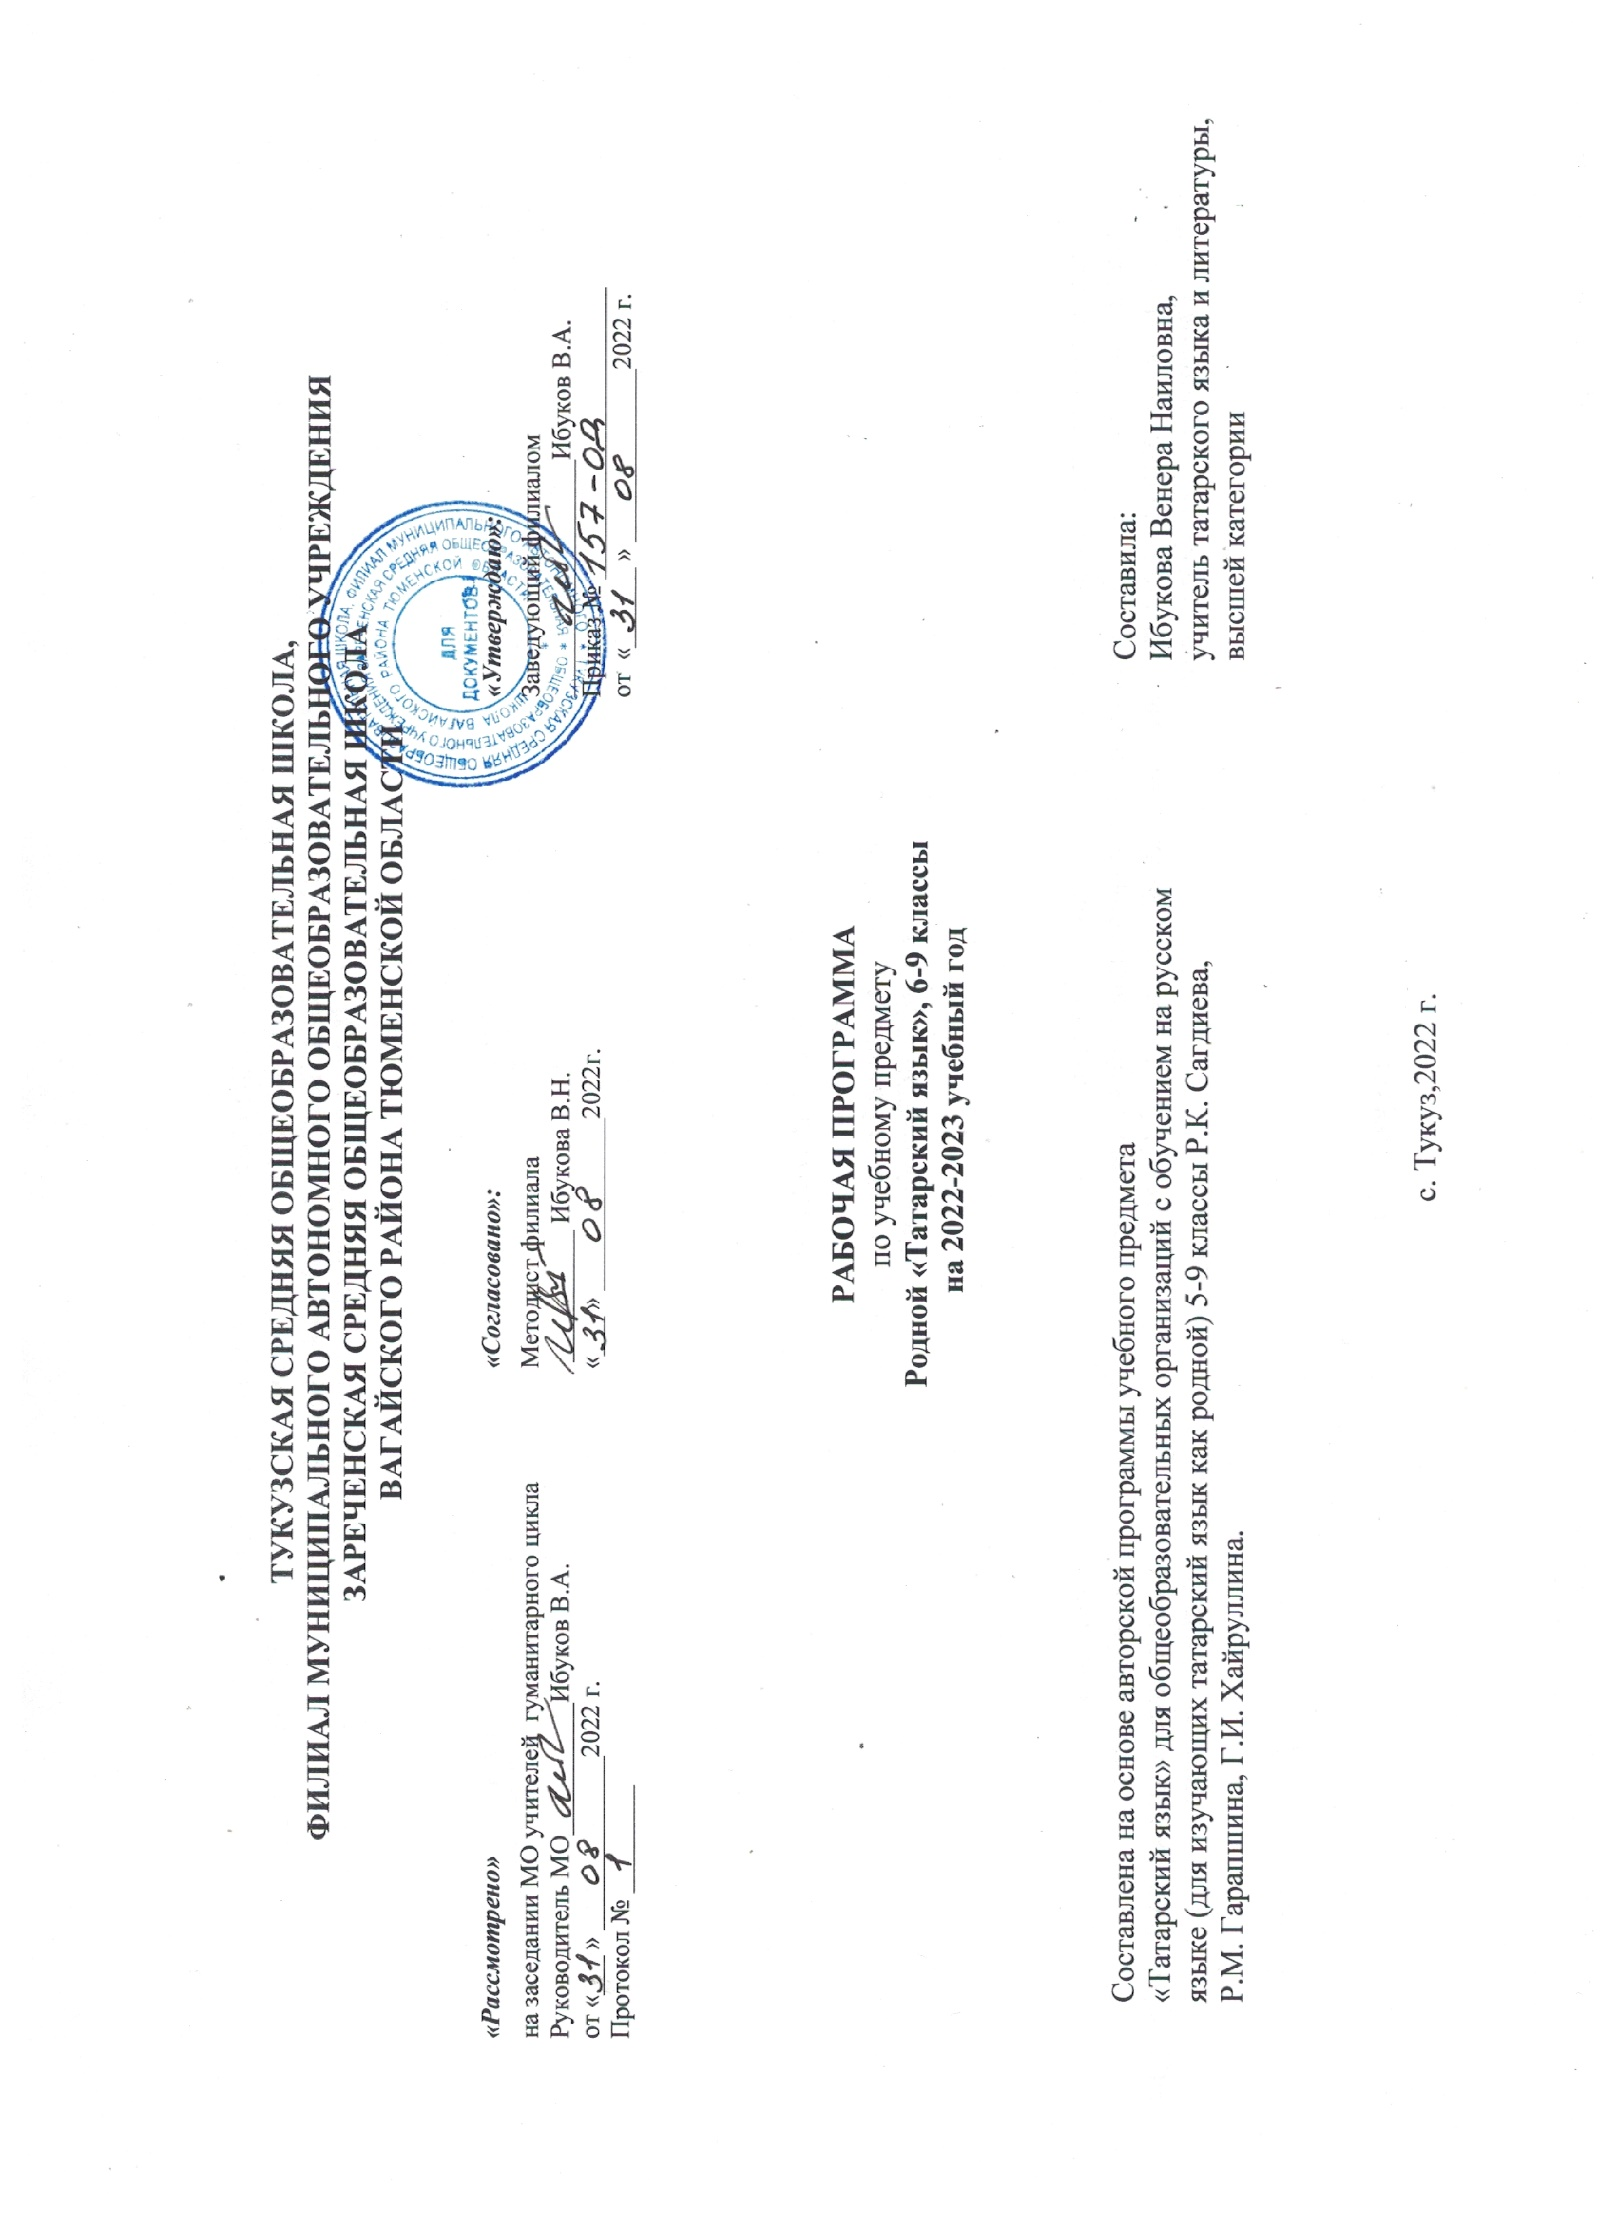 ТУКУЗСКАЯ СРЕДНЯЯ ОБЩЕОБРАЗОВАТЕЛЬНАЯ ШКОЛА,
ФИЛИАЛ МУНИЦИПАЛЬНОГО АВТОНОМНОГО ОБЩЕОБРАЗОВАТЕЛЬНОГО УЧРЕЖДЕНИЯ
ЗАРЕЧЕНСКАЯ СРЕДНЯЯ ОБЩЕОБРАЗОВАТЕЛЬНАЯ ШКОЛА
ВАГАЙСКОГО РАЙОНА ТЮМЕНСКОЙ ОБЛАСТИ
«Рассмотрено»
на заседании МО учителей гуманитарного цикла
Руководитель МО Ибуков В.А.
от «31» 08 2022 г.
Протокол № 1
«Согласовано»:
Методист филиала
Ибукова В.Н.
«31» 08 2022г.
«Утверждаю»:
Заведующий филиалом
Ибуков В.А.
Приказ № 157-ОД
от « 31 » 08 2022 г.
ДЛЯ
ДОКУМЕНТОВ
РАБОЧАЯ ПРОГРАММА
по учебному предмету
Родной «Татарский язык», 6-9 классы
на 2022-2023 учебный год
Составлена на основе авторской программы учебного предмета
«Татарский язык» для общеобразовательных организаций с обучением на русском
языке (для изучающих татарский язык как родной) 5-9 классы Р.К. Сагдиева,
Р.М. Гарапшина, Г.И. Хайруллина.
Составила:
Ибукова Венера Наиловна,
учитель татарского языка и литературы,
высшей категории
с. Тукуз,2022 г.